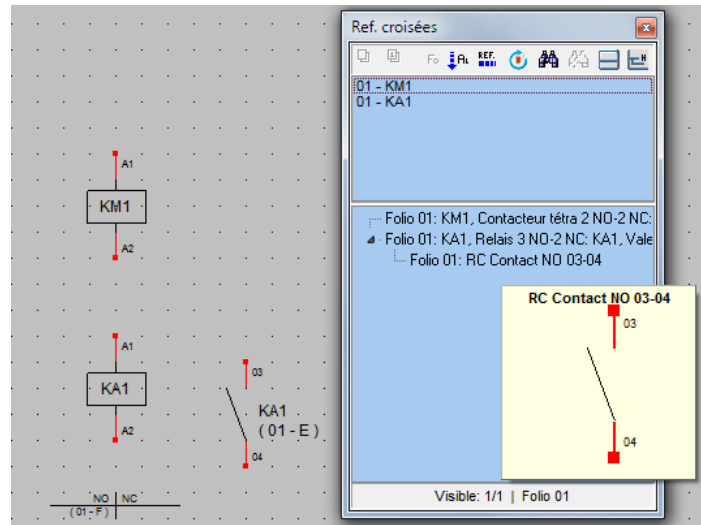 A1
KM1
A2
A1
KA1
A2
03
KA1
( 01 - E )
04
NO NC
( 01 - F )
Ref. croisées
Fo AL REF.
01 - KM1
01 - KA1
Folio 01: KM1, Contacteur tétra 2 NO-2 NC:
Folio 01: KA1, Relais 3 NO-2 NC: KA1, Vale
Folio 01: RC Contact NO 03-04
RC Contact NO 03-04
03
04
Visible: 1/1 | Folio 01